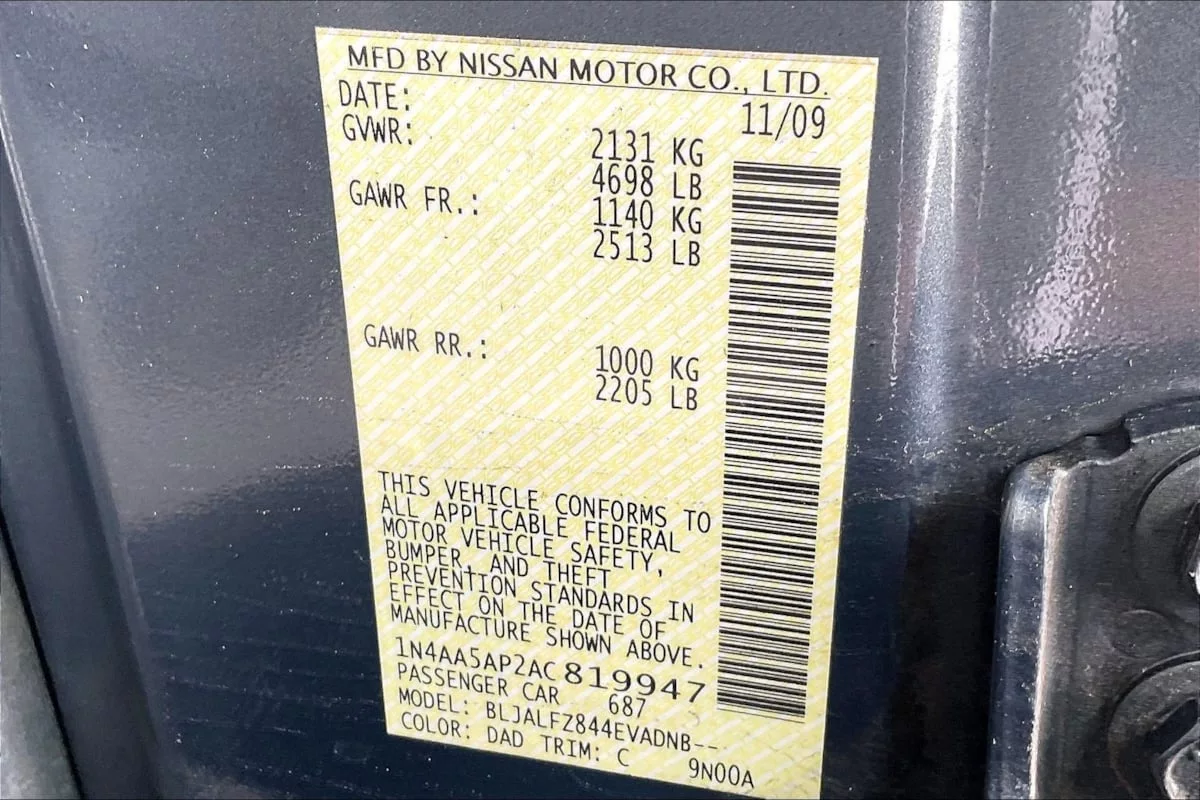 MFD BY NISSAN MOTOR CO., LTD.
DATE: 11/09
GVWR: 2131 KG
4698 LB
GAWR FR.: 1140 KG
2513 LB
GAWR RR.: 1000 KG
2205 LB
THIS VEHICLE CONFORMS TO
ALL APPLICABLE FEDERAL
MOTOR VEHICLE SAFETY,
BUMPER, AND THEFT
PREVENTION STANDARDS IN
EFFECT ON THE DATE OF
MANUFACTURE SHOWN ABOVE.
1N4AA5AP2AC819947
PASSENGER CAR 687
MODEL: BLJALFZ844EVADNB--
COLOR: DAD TRIM: C 9N00A